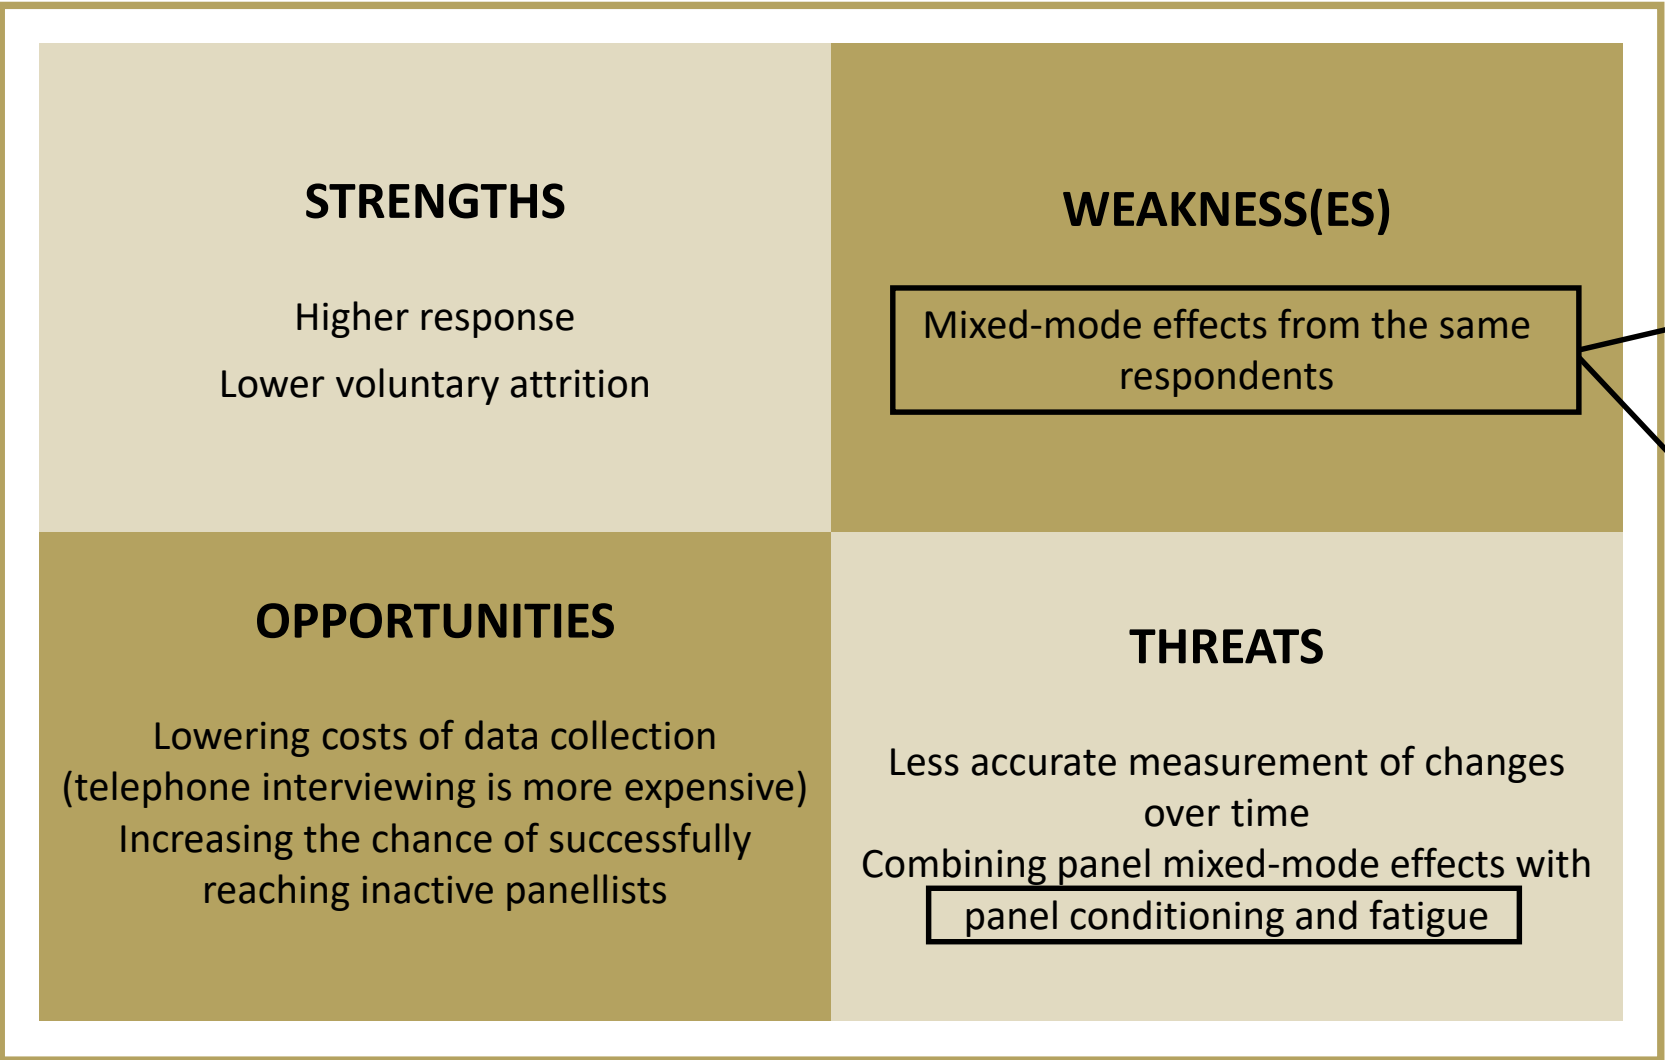 STRENGTHS
Higher response
Lower voluntary attrition
WEAKNESS(ES)
Mixed-mode effects from the same
respondents
OPPORTUNITIES
Lowering costs of data collection
(telephone interviewing is more expensive)
Increasing the chance of successfully
reaching inactive panellists
THREATS
Less accurate measurement of changes
over time
Combining panel mixed-mode effects with
panel conditioning and fatigue